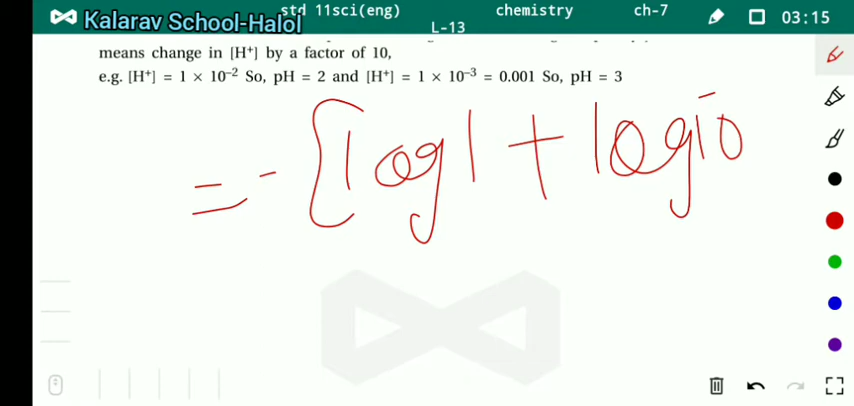 Kalarav School-Halol std 11sci(eng) chemistry ch-7 03:15
L-13
means change in [H⁺] by a factor of 10,
e.g. [H⁺] = 1 × 10⁻² So, pH = 2 and [H⁺] = 1 × 10⁻³ = 0.001 So, pH = 3
= - [log1 + log10